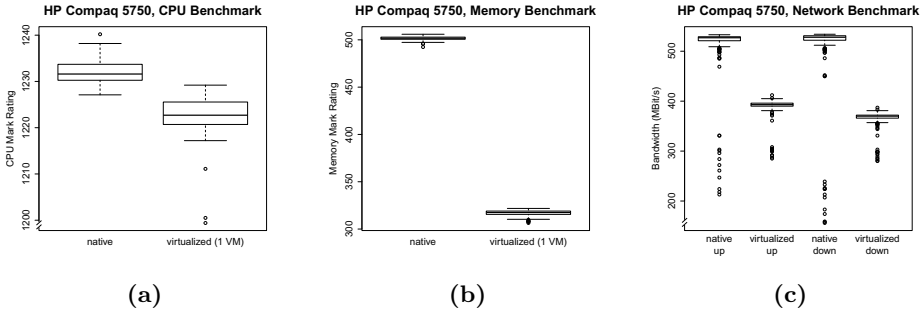 HP Compaq 5750, CPU Benchmark
CPU Mark Rating
1240
1230
1220
1210
1200
native
virtualized (1 VM)
(a)
HP Compaq 5750, Memory Benchmark
Memory Mark Rating
500
450
400
350
300
native
virtualized (1 VM)
(b)
HP Compaq 5750, Network Benchmark
Bandwidth (MBit/s)
500
400
300
200
native up
virtualized up
native down
virtualized down
(c)